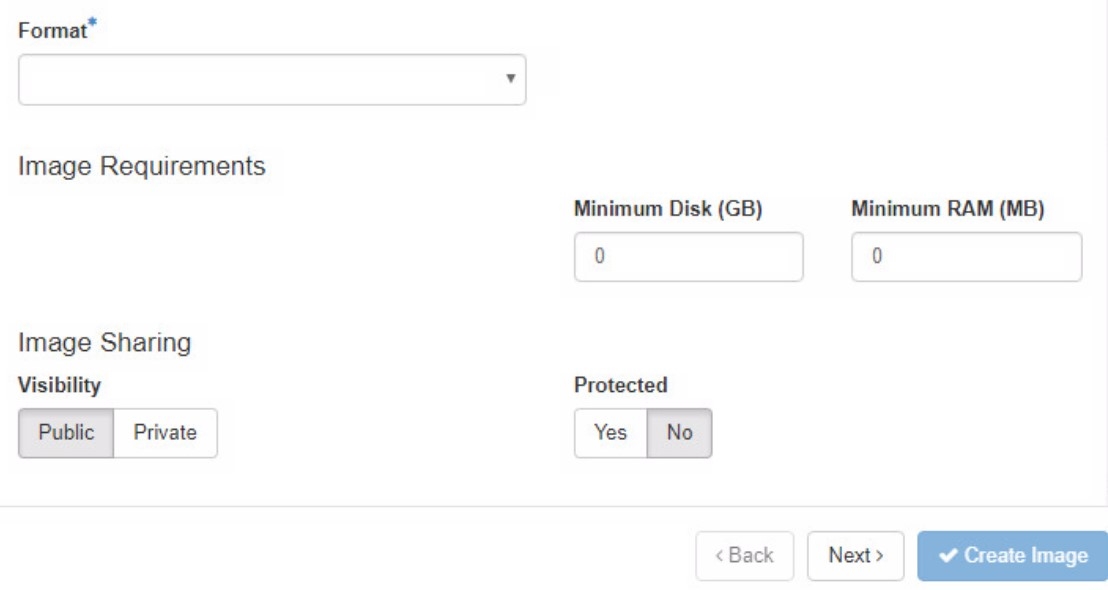 Format*
Image Requirements
Minimum Disk (GB) Minimum RAM (MB)
0 0
Image Sharing
Visibility Protected
Public Private Yes No
< Back Next > ✔ Create Image